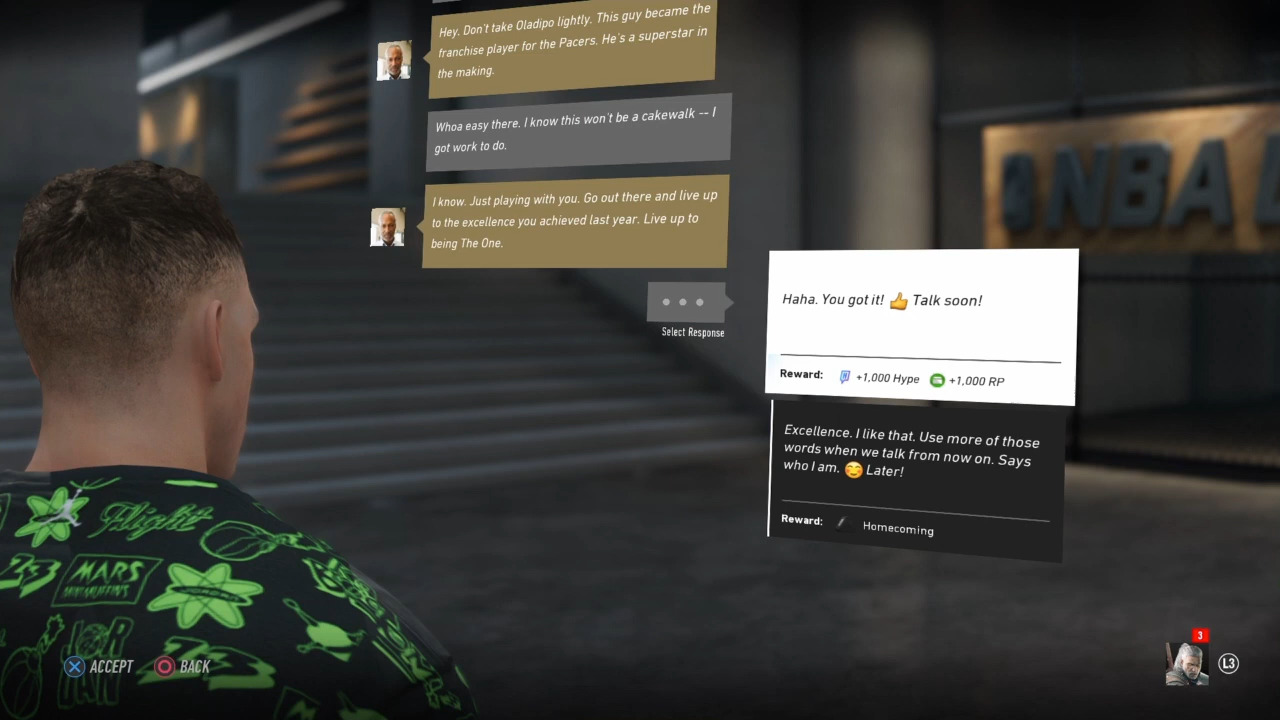 Hey. Don't take Oladipo lightly. This guy became the
franchise player for the Pacers. He's a superstar in
the making.
Whoa easy there. I know this won't be a cakewalk -- I
got work to do.
I know. Just playing with you. Go out there and live up
to the excellence you achieved last year. Live up to
being The One.
Select Response
Haha. You got it! 👍 Talk soon!
Reward: +1,000 Hype +1,000 RP
Excellence. I like that. Use more of those
words when we talk from now on. Says
who I am. 😊 Later!
Reward: Homecoming
NBA
Flight
23
MARS
JORDAN
23
ACCEPT
BACK
3
L3